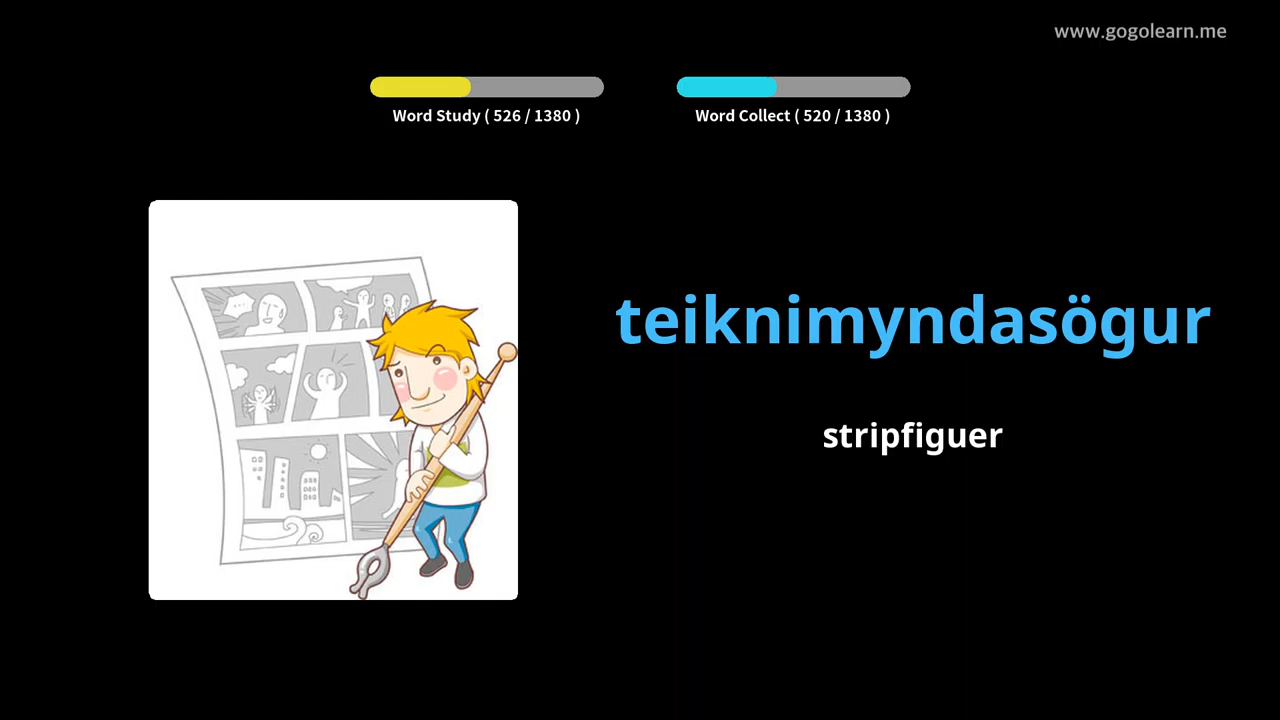 www.gogolearn.me
Word Study ( 526 / 1380 )
Word Collect ( 520 / 1380 )
teiknimyndasögur
stripfiguer